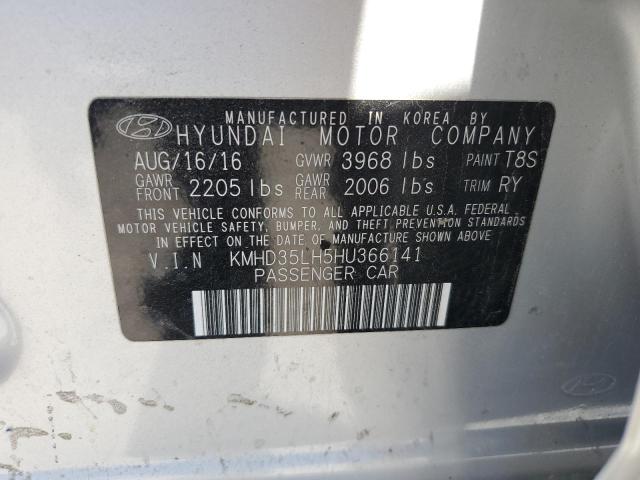 MANUFACTURED IN KOREA BY
HYUNDAI MOTOR COMPANY
AUG/16/16 GVWR 3968 lbs PAINT T8S
GAWR FRONT 2205 lbs GAWR REAR 2006 lbs TRIM RY
THIS VEHICLE CONFORMS TO ALL APPLICABLE U.S.A. FEDERAL
MOTOR VEHICLE SAFETY, BUMPER, AND THEFT PREVENTION STANDARDS
IN EFFECT ON THE DATE OF MANUFACTURE SHOWN ABOVE
V.I.N KMHD35LH5HU366141
PASSENGER CAR